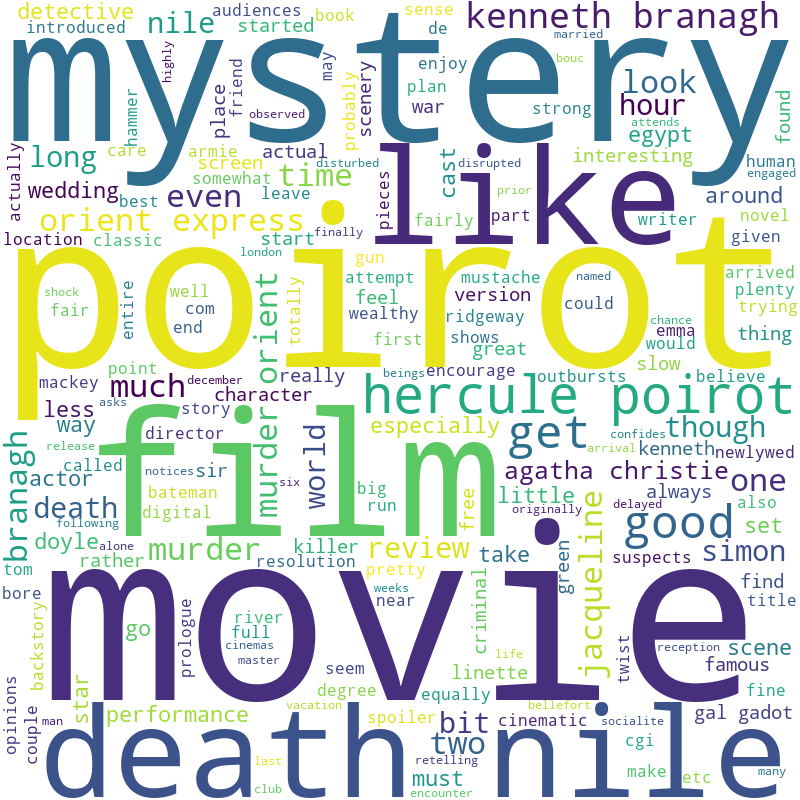 detective
introduced
nile
audiences
started
book
sense
de
kenneth branagh
mystery
highly
married
bouc
hammer
place
friend
observed
may
probably
scenery
enjoy
plan
war
strong
look
hour
attends
egypt
found
actually
long
care
armie
screen
somewhat
actual
time
disturbed
like
pieces
cast
disrupted
prior
interesting
human
engaged
wedding
best
even
leave
part
fairly
writer
around
novel
given
location
classic
orient express
start
finally
london
poirot
gun
attempt
feel
mustache
version
named
could
arrived
plenty
trying
shock
fair
entire
well
com
end
totally
wealthy
first
ridgeway
shows
great
emma
chance
would
thing
slow
point
murder orient
really
beings
encourage
outbursts
believe
mackey
much
december
character
hercule poirot
less
way
asks
story
director
film
especially
get
confides
though
kenneth
newlywed
called
actor
branagh
notices
sir
world
six
big
run
free
arrival
agatha christie
one
release
death
following
bateman
digital
little
originally
always
delayed
also
set
good
doyle
alone
rather
murder
killer
resolution
review
pretty
take
green
jacqueline
suspects
simon
tom
bore
prologue
weeks
near
criminal
find
title
movie
go
river
full
cinemas
master
seem
life
twist
reception
scene
famous
backstory
opinions
couple
star
performance
degree
vacation
linette
equally
bellefort
fine
man
death nile
spoiler
retelling
bit
two
must
cinematic
socialite
cgi
make
etc
gal gadot
last
club
encounter
many